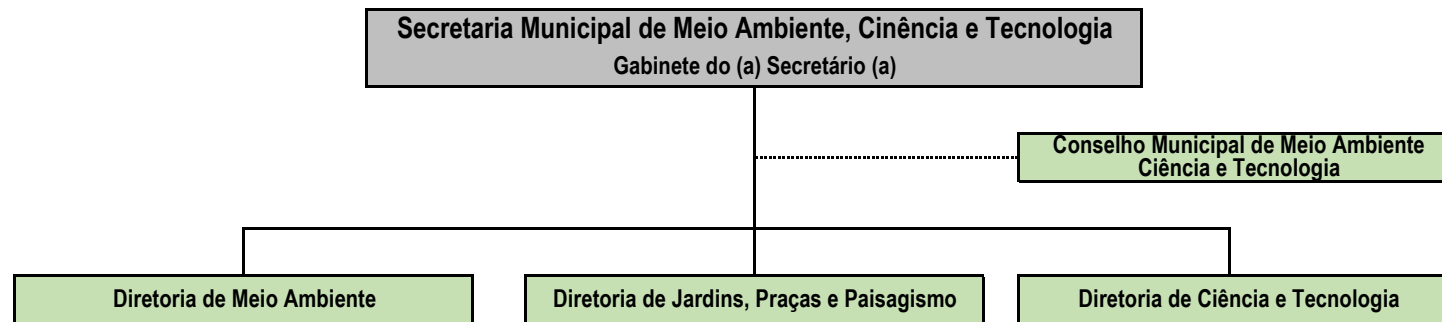 Secretaria Municipal de Meio Ambiente, Cinência e Tecnologia
Gabinete do (a) Secretário (a)
Conselho Municipal de Meio Ambiente
Ciência e Tecnologia
Diretoria de Meio Ambiente
Diretoria de Jardins, Praças e Paisagismo
Diretoria de Ciência e Tecnologia